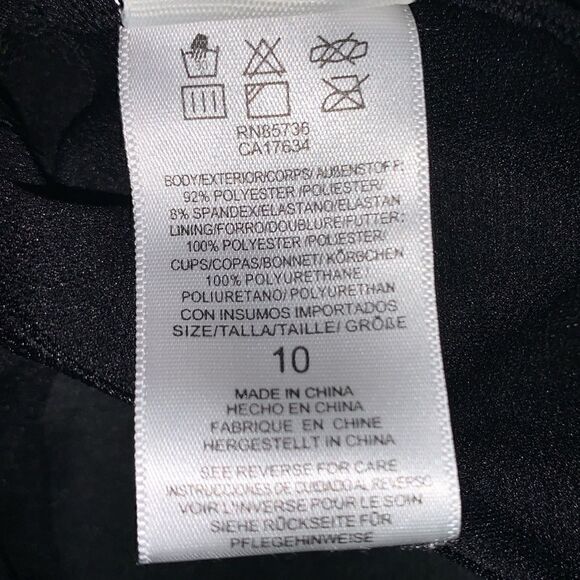 RN85736
CA17634
BODY/EXTERIOR/CORPS/ AUßENSTOFF:
92% POLYESTER /POLIESTER/
8% SPANDEX/ELASTANO/ELASTAN
LINING/FORRO/DOUBLURE/FUTTER:
100% POLYESTER /POLIESTER/
CUPS/COPAS/BONNET/ KÖRBCHEN
100% POLYURETHANE/
POLIURETANO/ POLYURETHAN
CON INSUMOS IMPORTADOS
SIZE/TALLA/TAILLE/ GRÖßE
10
MADE IN CHINA
HECHO EN CHINA
FABRIQUE EN CHINE
HERGESTELLT IN CHINA
SEE REVERSE FOR CARE
INSTRUCCIONES DE CUIDADO AL REVERSO
VOIR L'INVERSE POUR LE SOIN
SIEHE RÜCKSEITE FÜR
PFLEGEHINWEISE